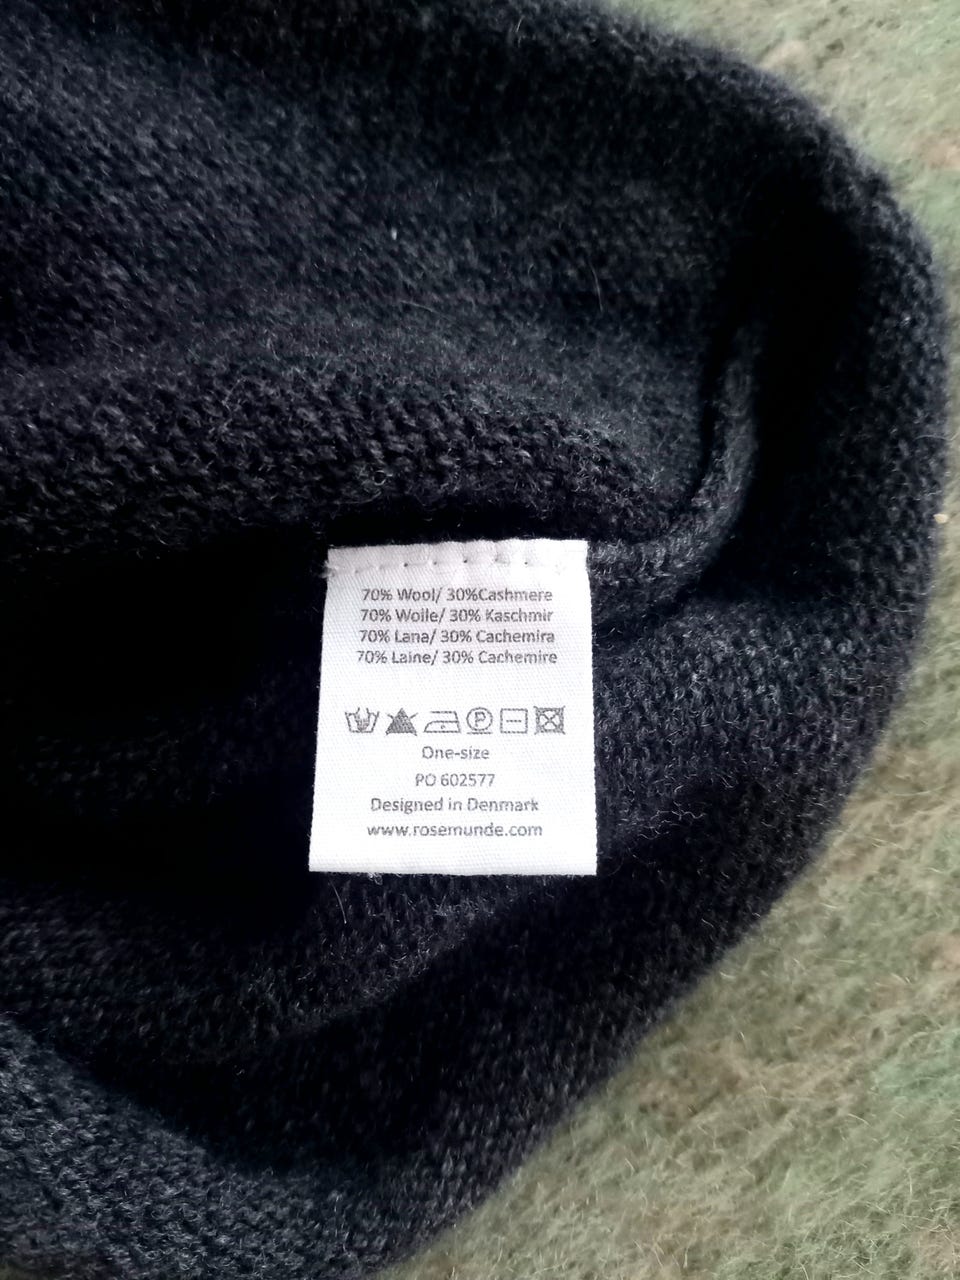 70% Wool/ 30%Cashmere
70% Wolle/ 30% Kaschmir
70% Lana/ 30% Cachemira
70% Laine/ 30% Cachemire
P
One-size
PO 602577
Designed in Denmark
www.rosemunde.com